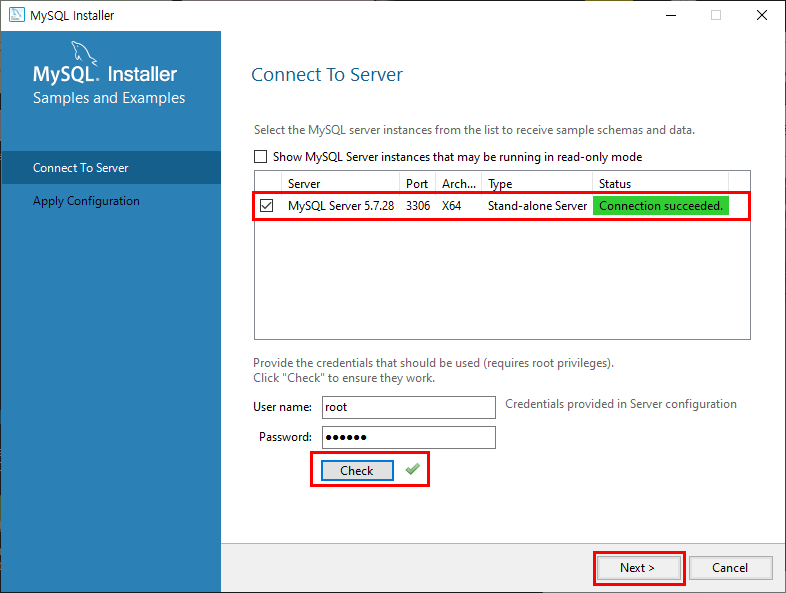 MySQL Installer
MySQL. Installer
Samples and Examples
Connect To Server
Apply Configuration
Connect To Server
Select the MySQL server instances from the list to receive sample schemas and data.
Show MySQL Server instances that may be running in read-only mode
Server Port Arch... Type Status
MySQL Server 5.7.28 3306 X64 Stand-alone Server Connection succeeded.
Provide the credentials that should be used (requires root privileges).
Click "Check" to ensure they work.
User name: root Credentials provided in Server configuration
Password: ●●●●●●
Check
Next > Cancel